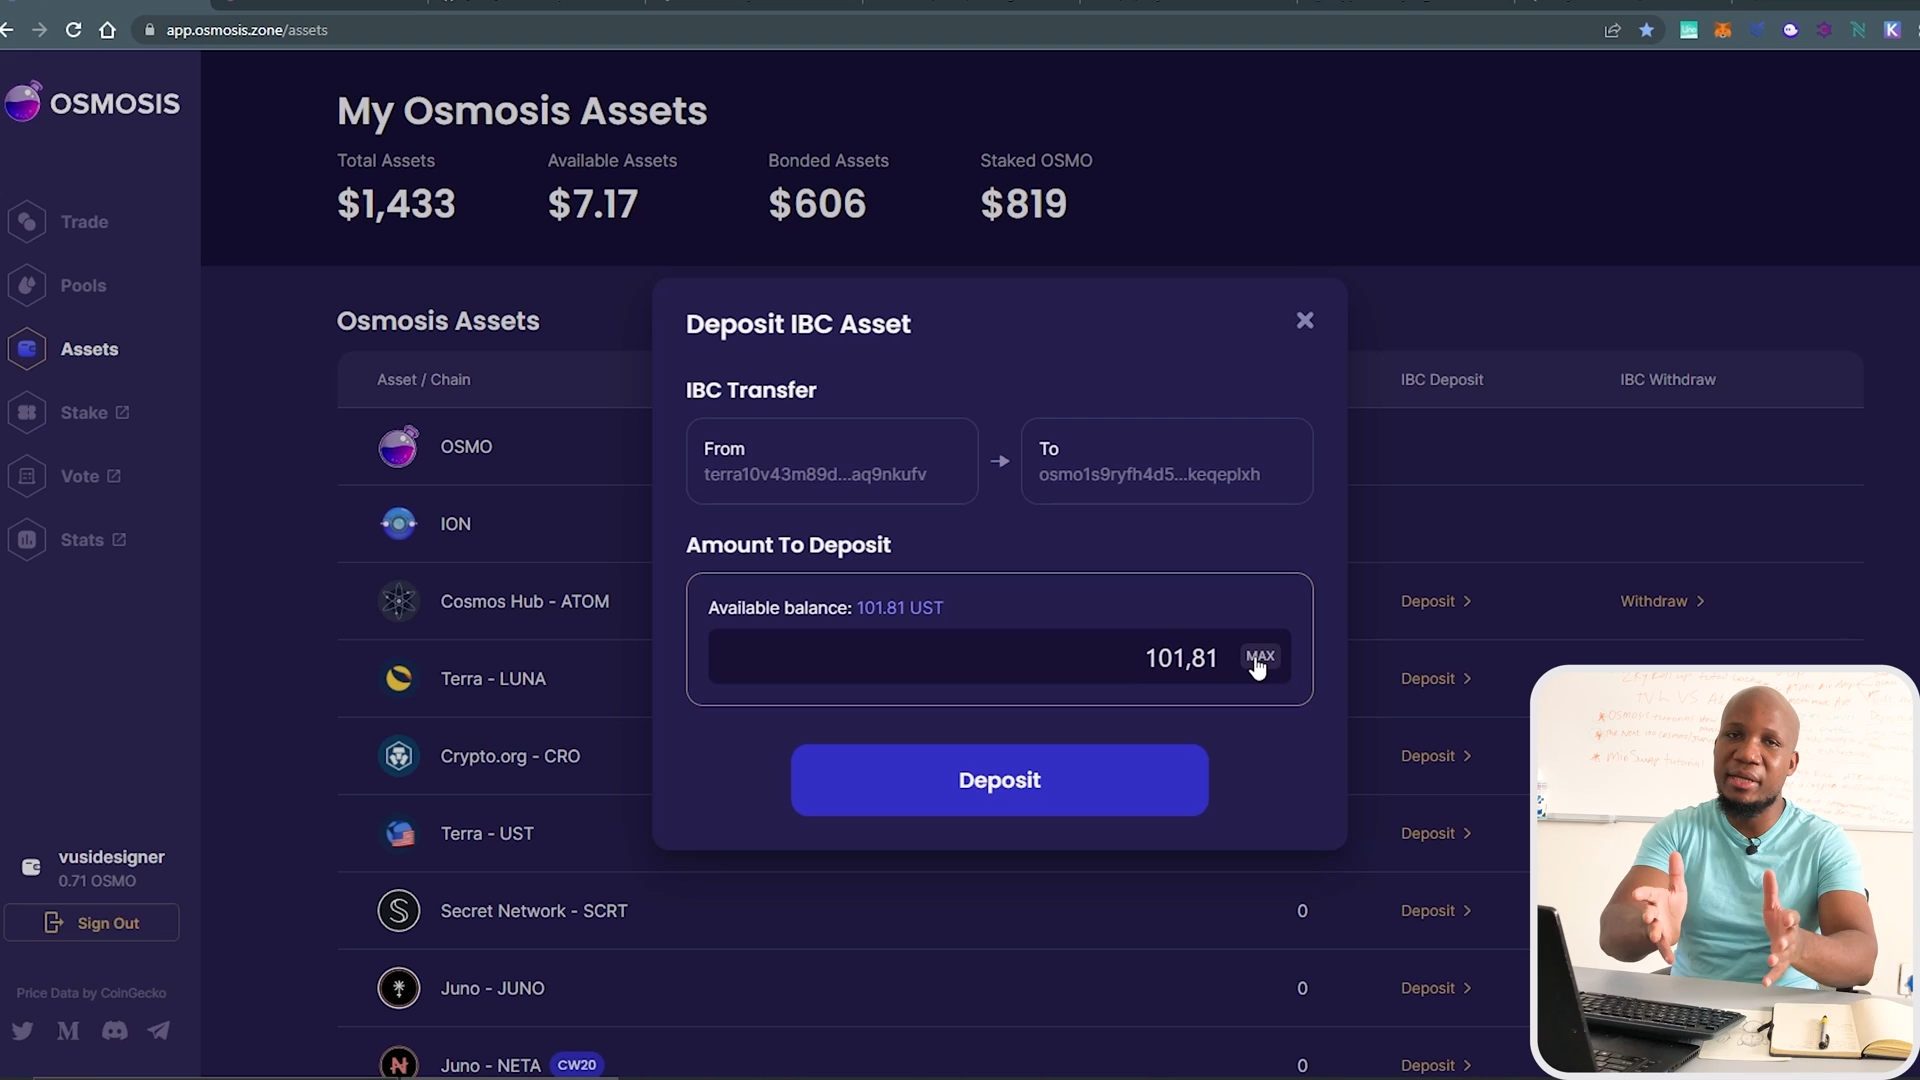 app.osmosis.zone/assets
OSMOSIS
Trade
Pools
Assets
Stake
Vote
Stats
vusidesigner
0.71 OSMO
Sign Out
Price Data by CoinGecko
My Osmosis Assets
Total Assets
$1,433
Available Assets
$7.17
Bonded Assets
$606
Staked OSMO
$819
Osmosis Assets
Asset / Chain
IBC Deposit
IBC Withdraw
OSMO
ION
Cosmos Hub - ATOM
Deposit >
Withdraw >
Terra - LUNA
Deposit >
Crypto.org - CRO
Deposit >
Terra - UST
Deposit >
Secret Network - SCRT
0
Deposit >
Juno - JUNO
0
Deposit >
Juno - NETA CW20
0
Deposit >
Deposit IBC Asset
IBC Transfer
From
terra10v43m89d...aq9nkufv
To
osmo1s9ryfh4d5...keqeplxh
Amount To Deposit
Available balance: 101.81 UST
101,81 MAX
Deposit
TVL VS